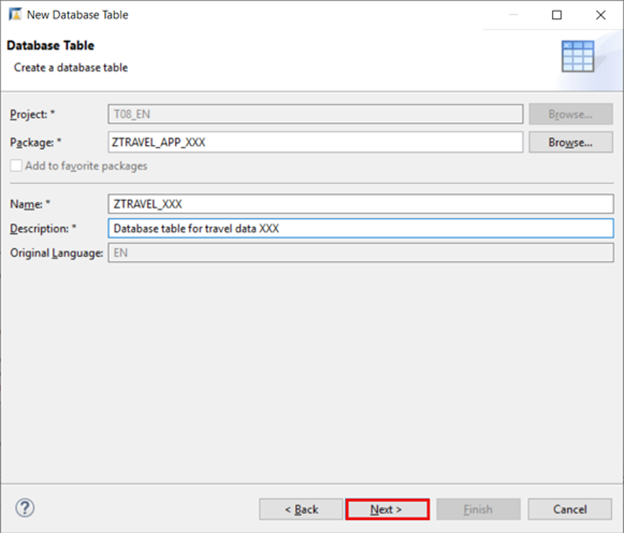 New Database Table
Database Table
Create a database table
Project: * T08_EN Browse...
Package: * ZTRAVEL_APP_XXX Browse...
Add to favorite packages
Name: * ZTRAVEL_XXX
Description: * Database table for travel data XXX
Original Language: EN
? < Back Next > Finish Cancel